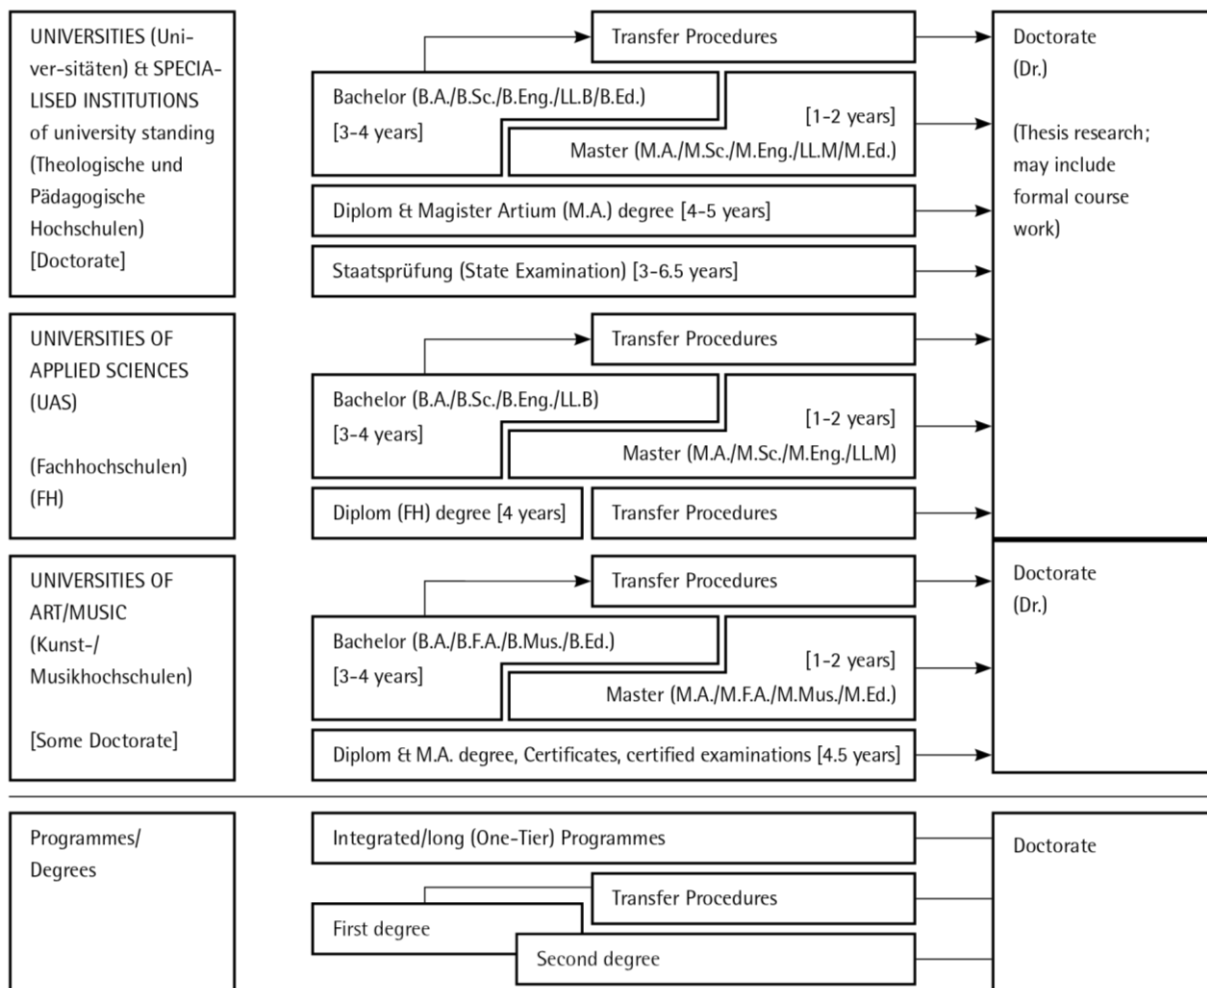 UNIVERSITIES (Uni-
ver-sitäten) & SPECIA-
LISED INSTITUTIONS
of university standing
(Theologische und
Pädagogische
Hochschulen)
[Doctorate]
Transfer Procedures
Bachelor (B.A./B.Sc./B.Eng./LL.B/B.Ed.)
[3-4 years]
[1-2 years]
Master (M.A./M.Sc./M.Eng./LL.M/M.Ed.)
Diplom & Magister Artium (M.A.) degree [4-5 years]
Staatsprüfung (State Examination) [3-6.5 years]
Doctorate
(Dr.)
(Thesis research;
may include
formal course
work)
UNIVERSITIES OF
APPLIED SCIENCES
(UAS)
(Fachhochschulen)
(FH)
Transfer Procedures
Bachelor (B.A./B.Sc./B.Eng./LL.B)
[3-4 years]
[1-2 years]
Master (M.A./M.Sc./M.Eng./LL.M)
Diplom (FH) degree [4 years]
Transfer Procedures
UNIVERSITIES OF
ART/MUSIC
(Kunst-/
Musikhochschulen)
[Some Doctorate]
Transfer Procedures
Bachelor (B.A./B.F.A./B.Mus./B.Ed.)
[3-4 years]
[1-2 years]
Master (M.A./M.F.A./M.Mus./M.Ed.)
Diplom & M.A. degree, Certificates, certified examinations [4.5 years]
Doctorate
(Dr.)
Programmes/
Degrees
Integrated/long (One-Tier) Programmes
Transfer Procedures
First degree
Second degree
Doctorate